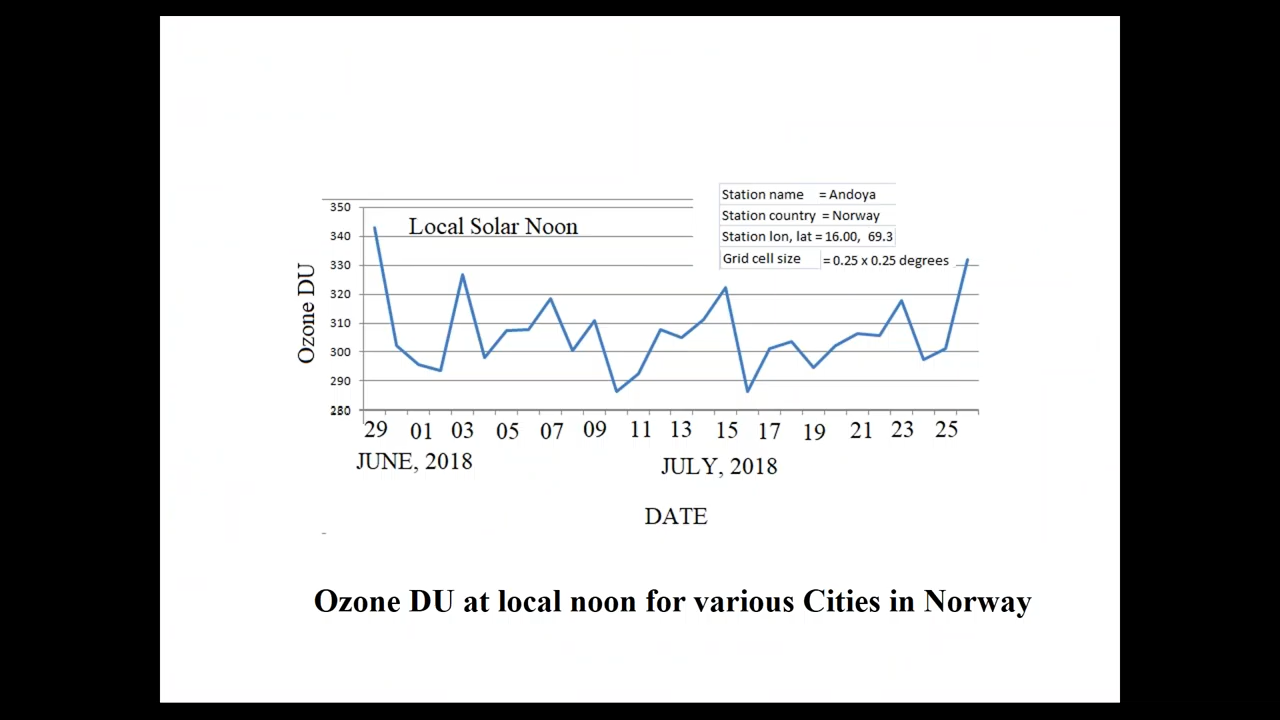 Station name = Andoya
Station country = Norway
Station lon, lat = 16.00, 69.3
Grid cell size = 0.25 x 0.25 degrees
Local Solar Noon
350
340
330
320
310
300
290
280
Ozone DU
29 01 03 05 07 09 11 13 15 17 19 21 23 25
JUNE, 2018 JULY, 2018
DATE
Ozone DU at local noon for various Cities in Norway